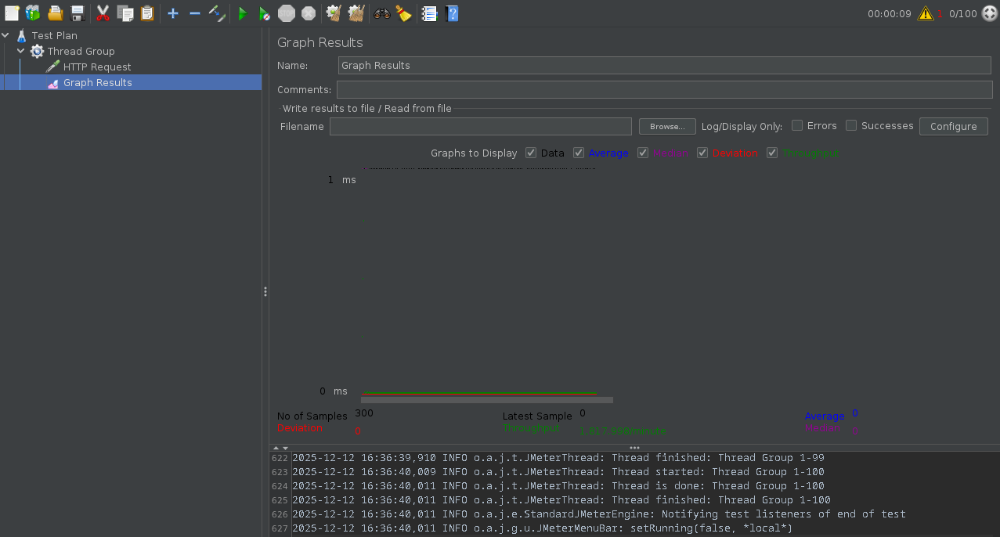 STOP
00:00:09 1 0/100
Test Plan
Thread Group
HTTP Request
Graph Results
Graph Results
Name: Graph Results
Comments:
Write results to file / Read from file
Filename Browse... Log/Display Only: Errors Successes Configure
Graphs to Display Data Average Median Deviation Throughput
1 ms
0 ms
No of Samples 300 Latest Sample 0 Average 0
Deviation 0 Throughput 1,817.998/minute Median 0
622 2025-12-12 16:36:39,910 INFO o.a.j.t.JMeterThread: Thread finished: Thread Group 1-99
623 2025-12-12 16:36:40,009 INFO o.a.j.t.JMeterThread: Thread started: Thread Group 1-100
624 2025-12-12 16:36:40,011 INFO o.a.j.t.JMeterThread: Thread is done: Thread Group 1-100
625 2025-12-12 16:36:40,011 INFO o.a.j.t.JMeterThread: Thread finished: Thread Group 1-100
626 2025-12-12 16:36:40,011 INFO o.a.j.e.StandardJMeterEngine: Notifying test listeners of end of test
627 2025-12-12 16:36:40,011 INFO o.a.j.g.u.JMeterMenuBar: setRunning(false, *local*)